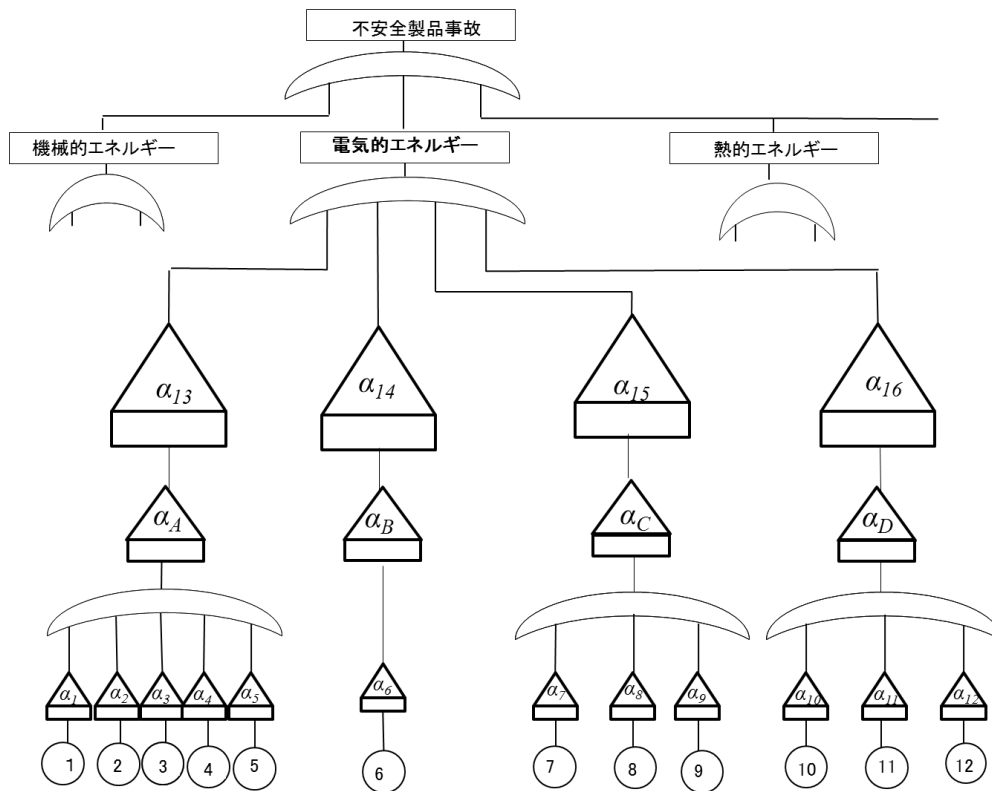 不安全製品事故
機械的エネルギー
電気的エネルギー
熱的エネルギー
α13
α14
α15
α16
αA
αB
αC
αD
α1
α2
α3
α4
α5
α6
α7
α8
α9
α10
α11
α12
1
2
3
4
5
6
7
8
9
10
11
12